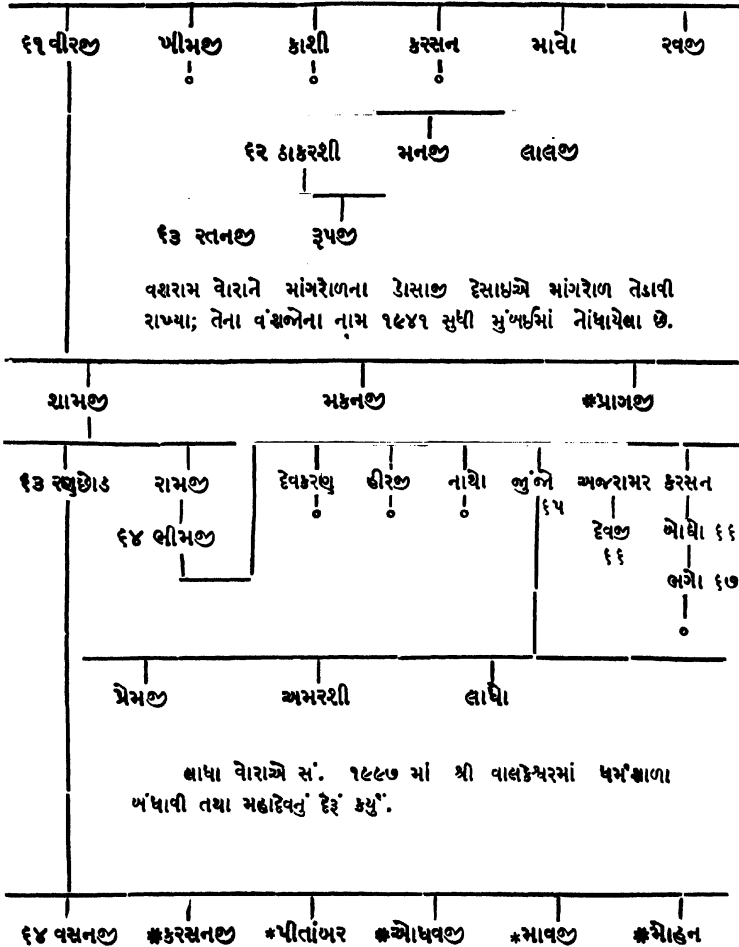 ૬૧ વીરજી ખીમજી કાશી કરસન માવો રવજી
૬૨ ઠાકરશી મનજી લાલજી
૬૩ રતનજી રૂપજી
વશરામ વોરાને માંગરોળના ડોસાજી દેસાઇએ માંગરોળ તેડાવી
રાખ્યા; તેના વંશજોના નામ ૧૯૪૧ સુધી મુંબઈમાં નોંધાયેલા છે.
શામજી મકનજી #પ્રાગજી
૬૩ રણછોડ રામજી દેવકરણ હીરજી નાથો જુંજો અજરામર કરસન
૬૫
૬૪ ભીમજી દેવજી ખોધો ૬૬
૬૬
ભગો ૬૭
પ્રેમજી અમરશી લાધો
લાધા વોરાએ સં. ૧૯૯૭ માં શ્રી વાલકેશ્વરમાં ધર્મશાળા
બંધાવી તથા મહાદેવનું દેરૂં કર્યું.
૬૪ વસનજી #કરસનજી *પીતાંબર #ઓધવજી *માવજી #મોહન